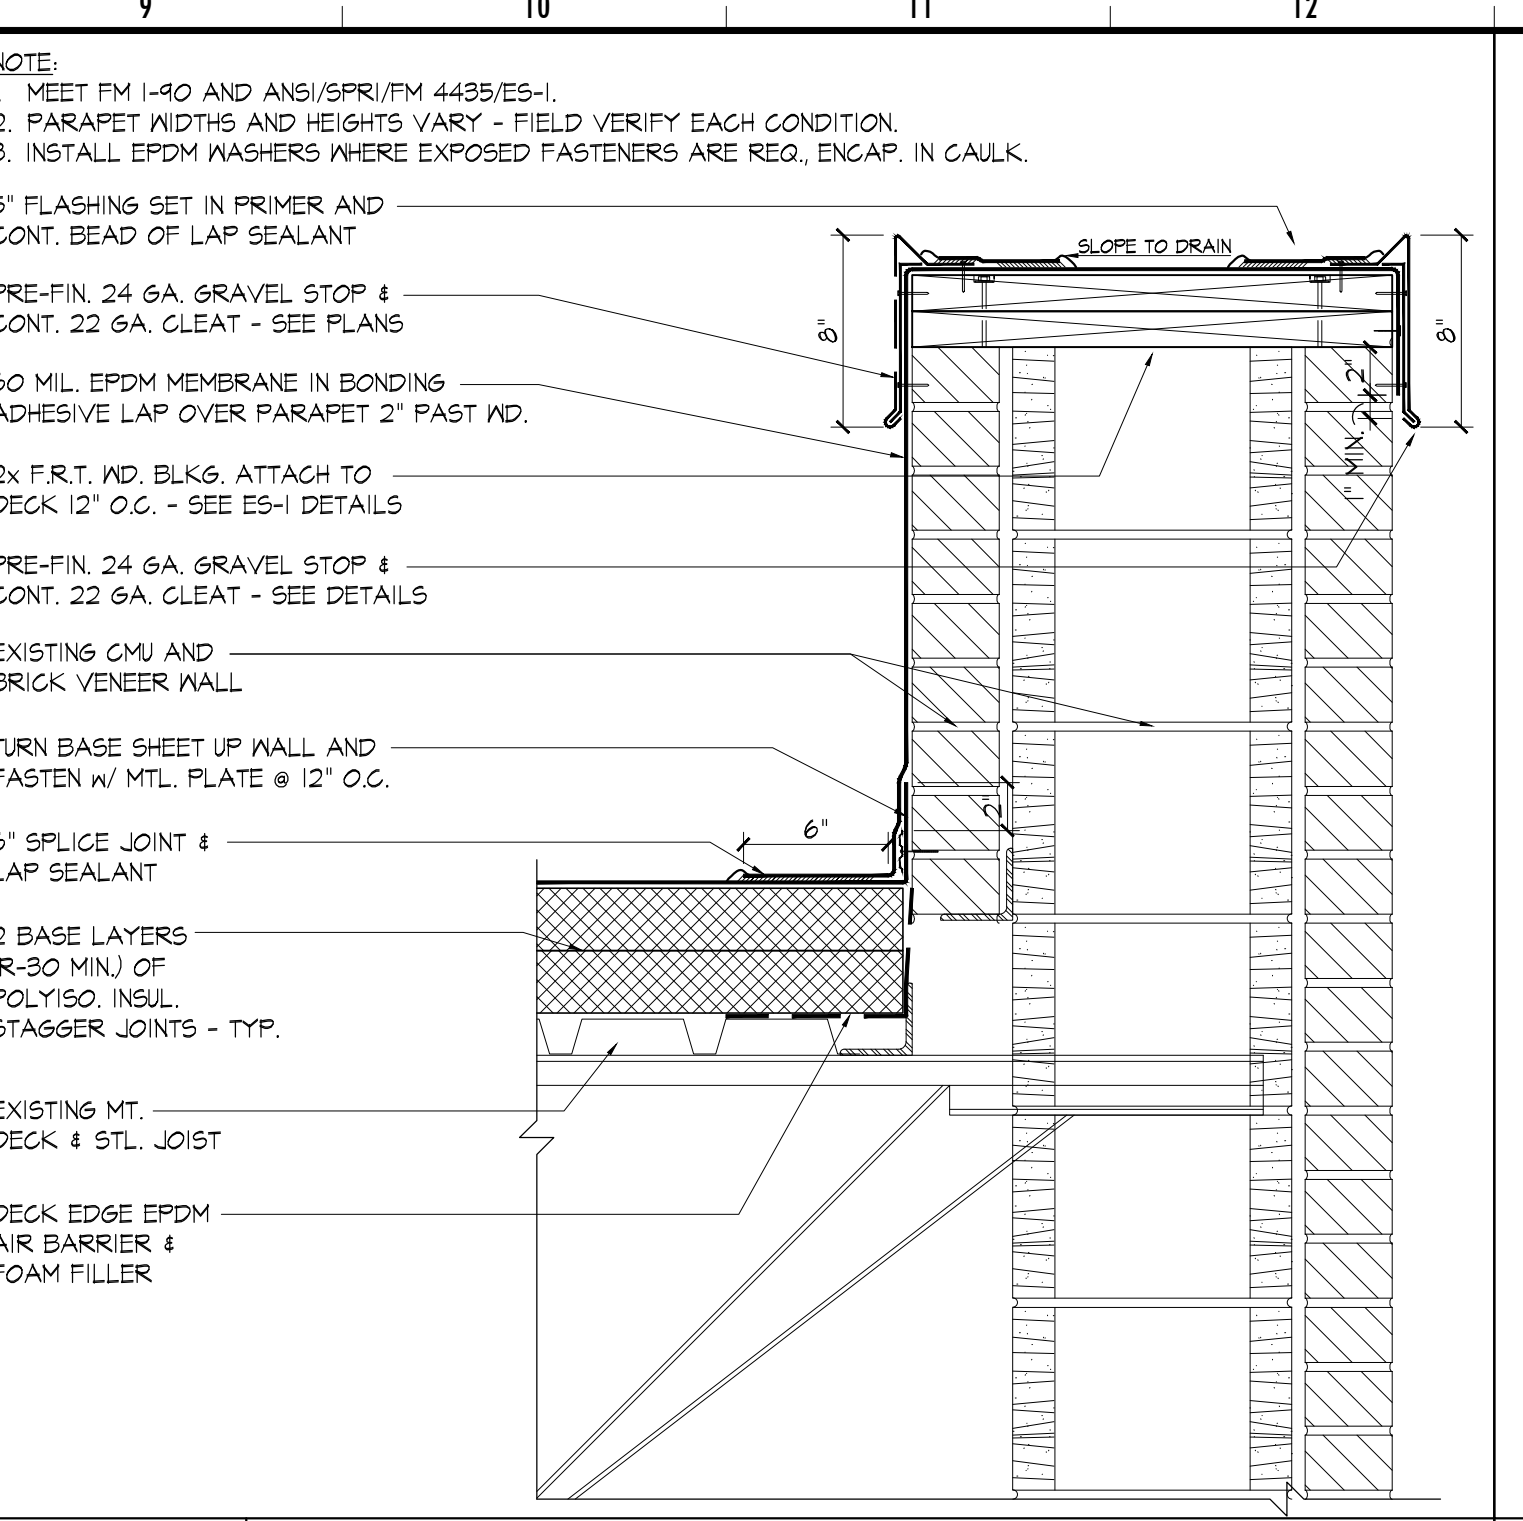 9 10 11 12
NOTE:
. MEET FM 1-90 AND ANSI/SPRI/FM 4435/ES-1.
2. PARAPET WIDTHS AND HEIGHTS VARY - FIELD VERIFY EACH CONDITION.
3. INSTALL EPDM WASHERS WHERE EXPOSED FASTENERS ARE REQ., ENCAP. IN CAULK.
" FLASHING SET IN PRIMER AND
CONT. BEAD OF LAP SEALANT
SLOPE TO DRAIN
PRE-FIN. 24 GA. GRAVEL STOP &
CONT. 22 GA. CLEAT - SEE PLANS
8"
8"
60 MIL. EPDM MEMBRANE IN BONDING
ADHESIVE LAP OVER PARAPET 2" PAST WD.
2"
1" MIN.
2x F.R.T. WD. BLKG. ATTACH TO
DECK 12" O.C. - SEE ES-1 DETAILS
PRE-FIN. 24 GA. GRAVEL STOP &
CONT. 22 GA. CLEAT - SEE DETAILS
EXISTING CMU AND
BRICK VENEER WALL
TURN BASE SHEET UP WALL AND
FASTEN W/ MTL. PLATE @ 12" O.C.
2"
6"
6" SPLICE JOINT &
LAP SEALANT
2 BASE LAYERS
(R-30 MIN.) OF
POLYISO. INSUL.
STAGGER JOINTS - TYP.
EXISTING MT.
DECK & STL. JOIST
DECK EDGE EPDM
AIR BARRIER &
FOAM FILLER